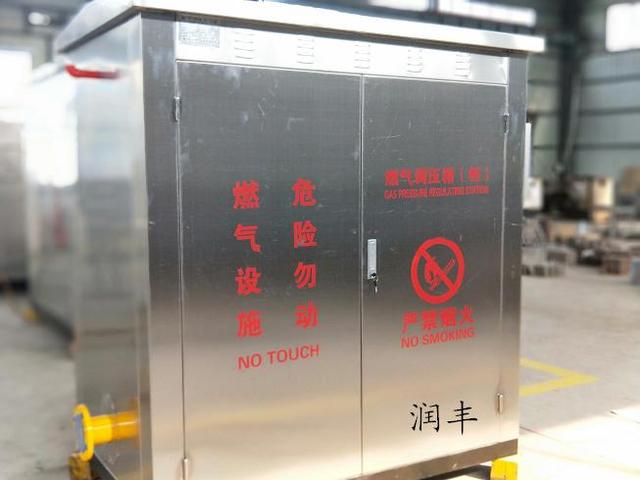 燃气设施
危险勿动
NO TOUCH
燃气调压箱（柜）
GAS PRESSURE REGULATING STATION
严禁烟火
NO SMOKING
润丰